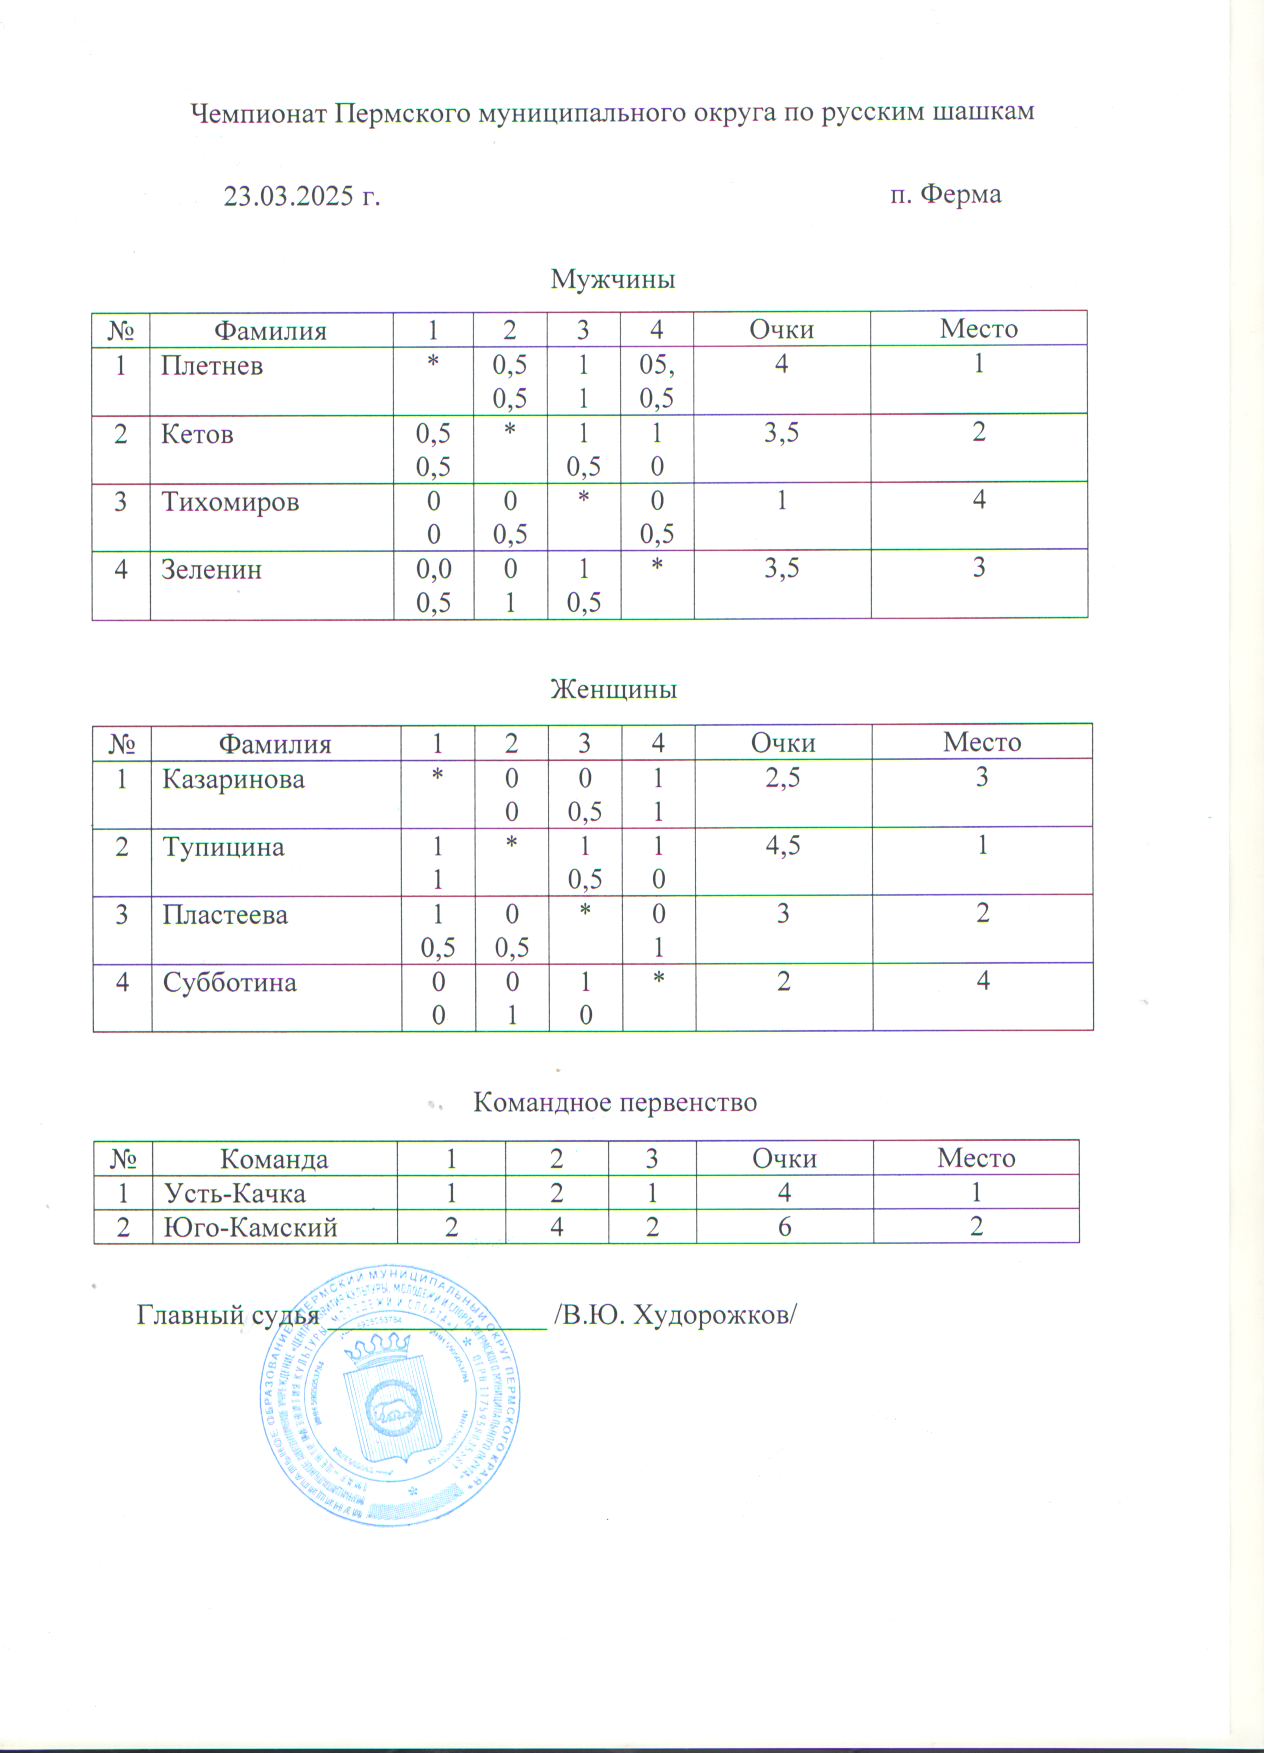 Чемпионат Пермского муниципального округа по русским шашкам
23.03.2025 г. п. Ферма
Мужчины
№ Фамилия 1 2 3 4 Очки Место
1 Плетнев * 0,5 1 05, 4 1
0,5 1 0,5
2 Кетов 0,5 * 1 1 3,5 2
0,5 0,5 0
3 Тихомиров 0 0 * 0 1 4
0 0,5 0,5
4 Зеленин 0,0 0 1 * 3,5 3
0,5 1 0,5
Женщины
№ Фамилия 1 2 3 4 Очки Место
1 Казаринова * 0 0 1 2,5 3
0 0,5 1
2 Тупицина 1 * 1 1 4,5 1
1 0,5 0
3 Пластеева 1 0 * 0 3 2
0,5 0,5 1
4 Субботина 0 0 1 * 2 4
0 1 0
Командное первенство
№ Команда 1 2 3 Очки Место
1 Усть-Качка 1 2 1 4 1
2 Юго-Камский 2 4 2 6 2
Главный судья ________________ /В.Ю. Худорожков/
МУНИЦИПАЛЬНОЕ ОБРАЗОВАНИЕ ПЕРМСКИЙ МУНИЦИПАЛЬНЫЙ ОКРУГ ПЕРМСКОГО КРАЯ